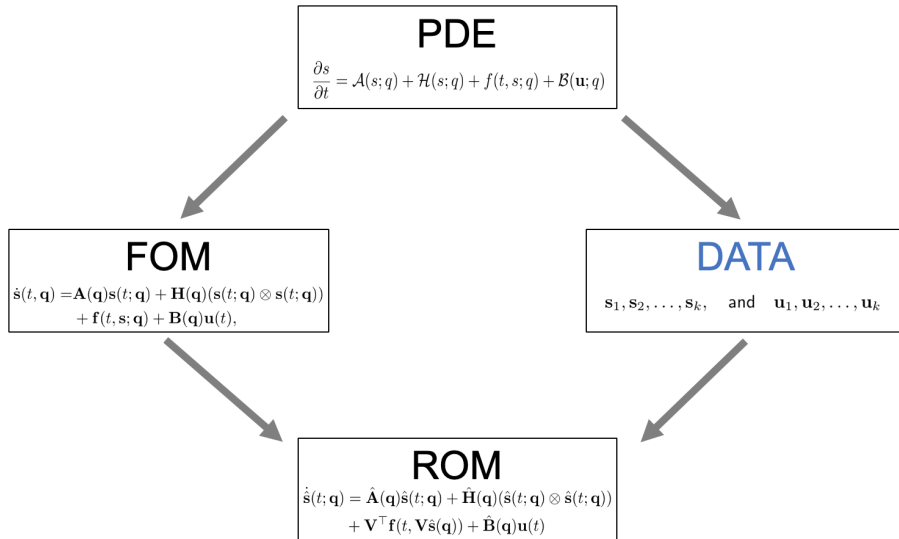 PDE
∂s/∂t = 𝒜(s; q) + ℋ(s; q) + f(t, s; q) + ℬ(𝐮; q)
FOM
𝐬̇(t, 𝐪) = 𝐀(𝐪)𝐬(t; 𝐪) + 𝐇(𝐪)(𝐬(t; 𝐪) ⊗ 𝐬(t; 𝐪))
+ 𝐟(t, 𝐬; 𝐪) + 𝐁(𝐪)𝐮(t),
DATA
𝐬₁, 𝐬₂, . . . , 𝐬ₖ, and 𝐮₁, 𝐮₂, . . . , 𝐮ₖ
ROM
𝐬̂̇(t; 𝐪) = 𝐀̂(𝐪)𝐬̂(t; 𝐪) + 𝐇̂(𝐪)(𝐬̂(t; 𝐪) ⊗ 𝐬̂(t; 𝐪))
+ 𝐕⊤𝐟(t, 𝐕𝐬̂(𝐪)) + 𝐁̂(𝐪)𝐮(t)